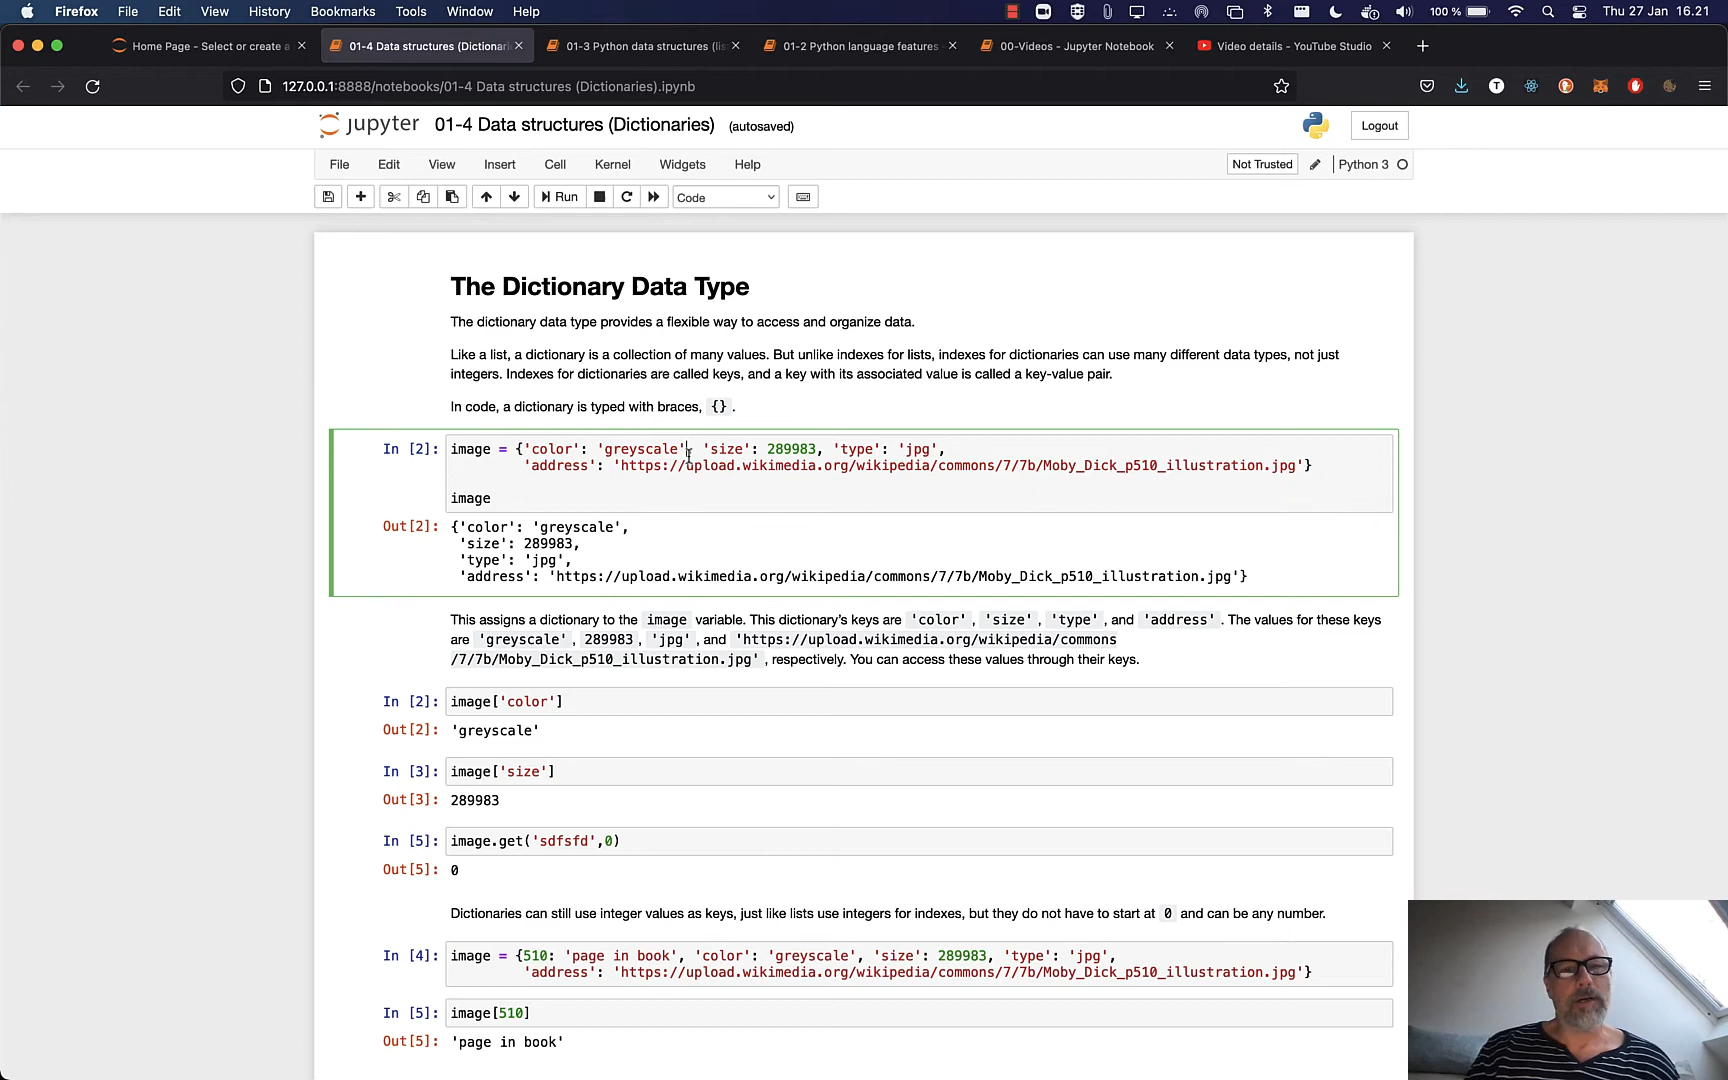 Firefox File Edit View History Bookmarks Tools Window Help 100 % Thu 27 Jan 16.21
Home Page - Select or create a 01-4 Data structures (Dictionari 01-3 Python data structures (lis 01-2 Python language features - 00-Videos - Jupyter Notebook Video details - YouTube Studio
127.0.0.1:8888/notebooks/01-4 Data structures (Dictionaries).ipynb
jupyter 01-4 Data structures (Dictionaries) (autosaved) Logout
File Edit View Insert Cell Kernel Widgets Help Not Trusted Python 3
Run Code
The Dictionary Data Type
The dictionary data type provides a flexible way to access and organize data.
Like a list, a dictionary is a collection of many values. But unlike indexes for lists, indexes for dictionaries can use many different data types, not just
integers. Indexes for dictionaries are called keys, and a key with its associated value is called a key-value pair.
In code, a dictionary is typed with braces, {}.
In [2]: image = {'color': 'greyscale', 'size': 289983, 'type': 'jpg',
'address': 'https://upload.wikimedia.org/wikipedia/commons/7/7b/Moby_Dick_p510_illustration.jpg'}
image
Out[2]: {'color': 'greyscale',
'size': 289983,
'type': 'jpg',
'address': 'https://upload.wikimedia.org/wikipedia/commons/7/7b/Moby_Dick_p510_illustration.jpg'}
This assigns a dictionary to the image variable. This dictionary's keys are 'color', 'size', 'type', and 'address'. The values for these keys
are 'greyscale', 289983, 'jpg', and 'https://upload.wikimedia.org/wikipedia/commons
/7/7b/Moby_Dick_p510_illustration.jpg', respectively. You can access these values through their keys.
In [2]: image['color']
Out[2]: 'greyscale'
In [3]: image['size']
Out[3]: 289983
In [5]: image.get('sdfsfd',0)
Out[5]: 0
Dictionaries can still use integer values as keys, just like lists use integers for indexes, but they do not have to start at 0 and can be any number.
In [4]: image = {510: 'page in book', 'color': 'greyscale', 'size': 289983, 'type': 'jpg',
'address': 'https://upload.wikimedia.org/wikipedia/commons/7/7b/Moby_Dick_p510_illustration.jpg'}
In [5]: image[510]
Out[5]: 'page in book'